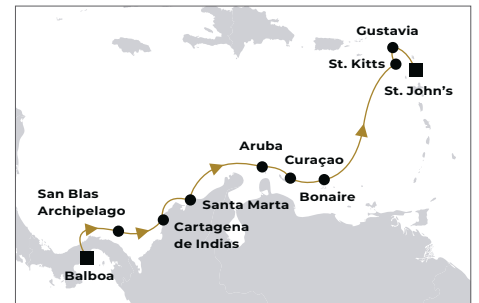 Gustavia
St. Kitts
St. John's
Aruba
Curaçao
Bonaire
San Blas
Archipelago
Santa Marta
Cartagena
de Indias
Balboa